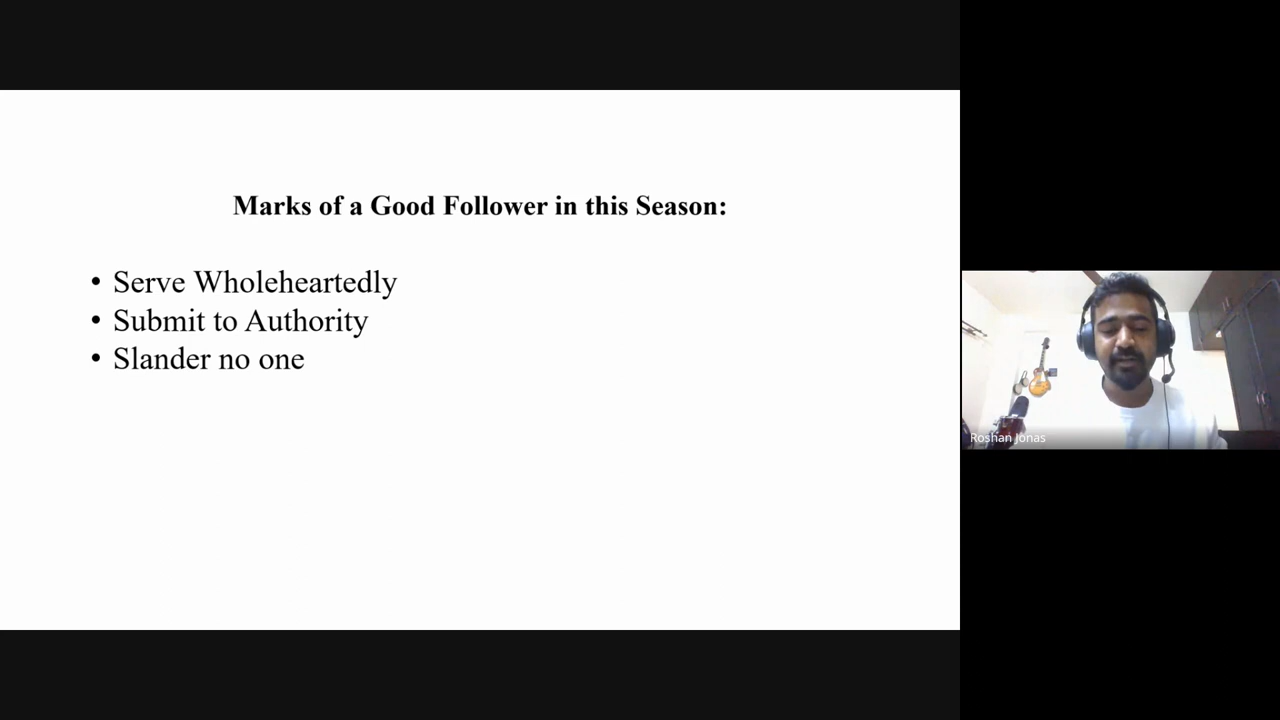 Marks of a Good Follower in this Season:
• Serve Wholeheartedly
• Submit to Authority
• Slander no one
Roshan Jonas